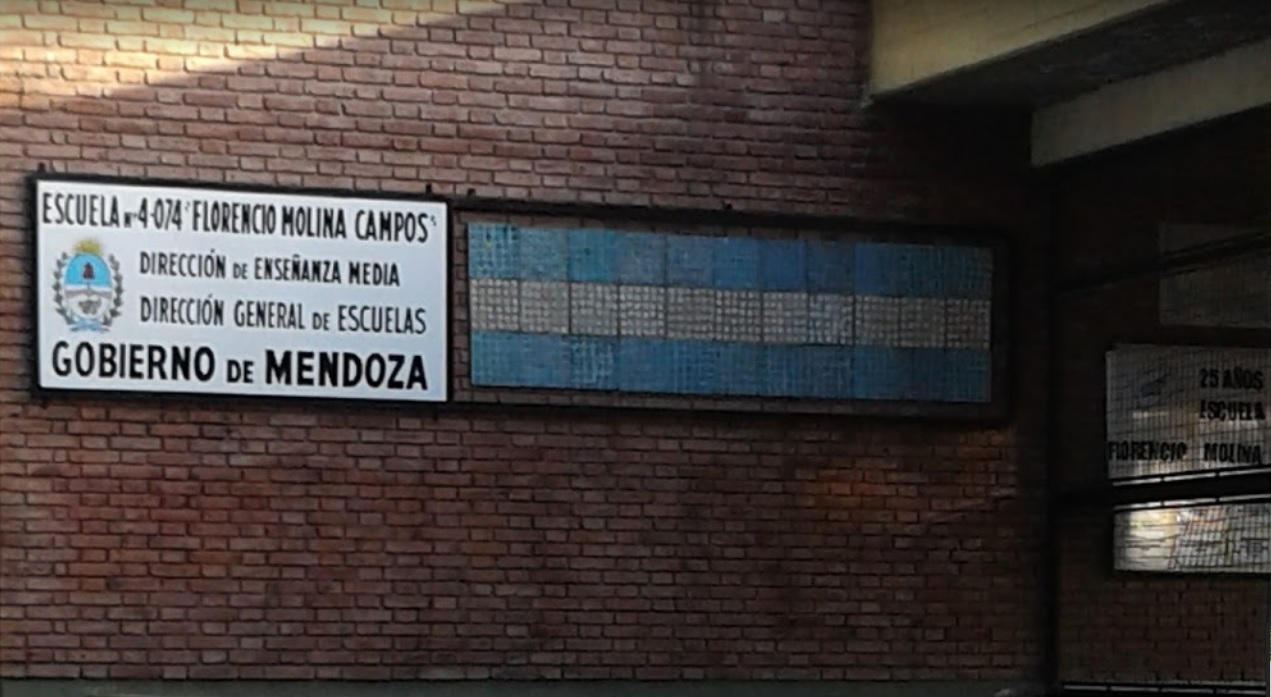 ESCUELA Nº 4-074 "FLORENCIO MOLINA CAMPOS"
DIRECCIÓN DE ENSEÑANZA MEDIA
DIRECCIÓN GENERAL DE ESCUELAS
GOBIERNO DE MENDOZA
25 AÑOS
ESCUELA
FLORENCIO MOLINA